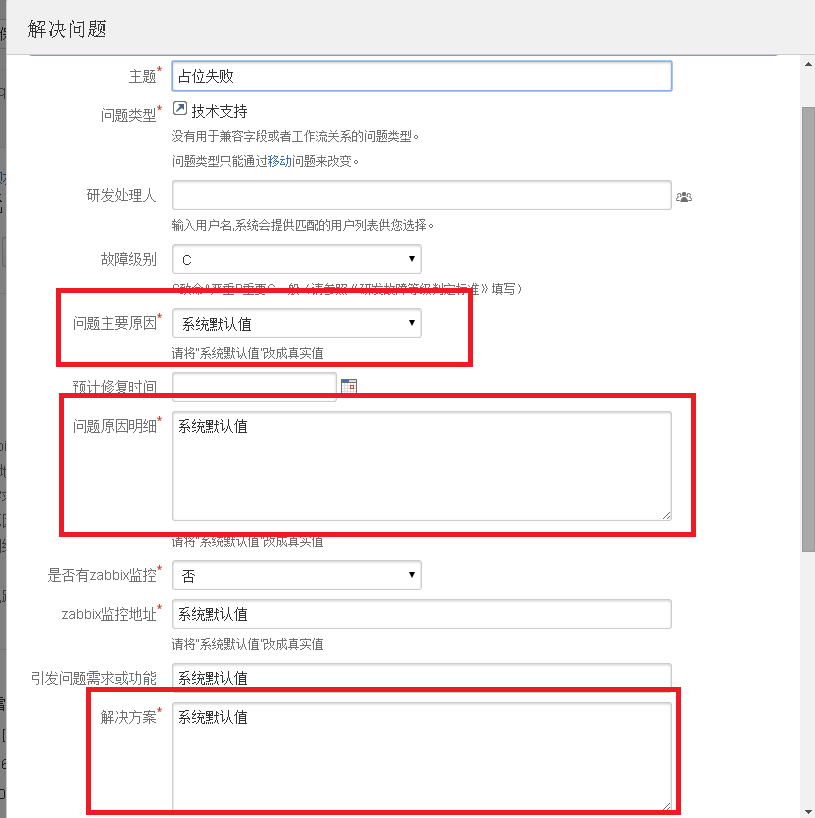 解决问题
主题*
占位失败
问题类型*
技术支持
没有用于兼容字段或者工作流关系的问题类型。
问题类型只能通过移动问题来改变。
研发处理人
输入用户名,系统会提供匹配的用户列表供您选择。
故障级别
C
S致命A严重B重要C一般（请参照《研发故障等级判定标准》填写）
问题主要原因*
系统默认值
请将"系统默认值"改成真实值
预计修复时间
问题原因明细*
系统默认值
请将"系统默认值"改成真实值
是否有zabbix监控*
否
zabbix监控地址*
系统默认值
请将"系统默认值"改成真实值
引发问题需求或功能
系统默认值
解决方案*
系统默认值